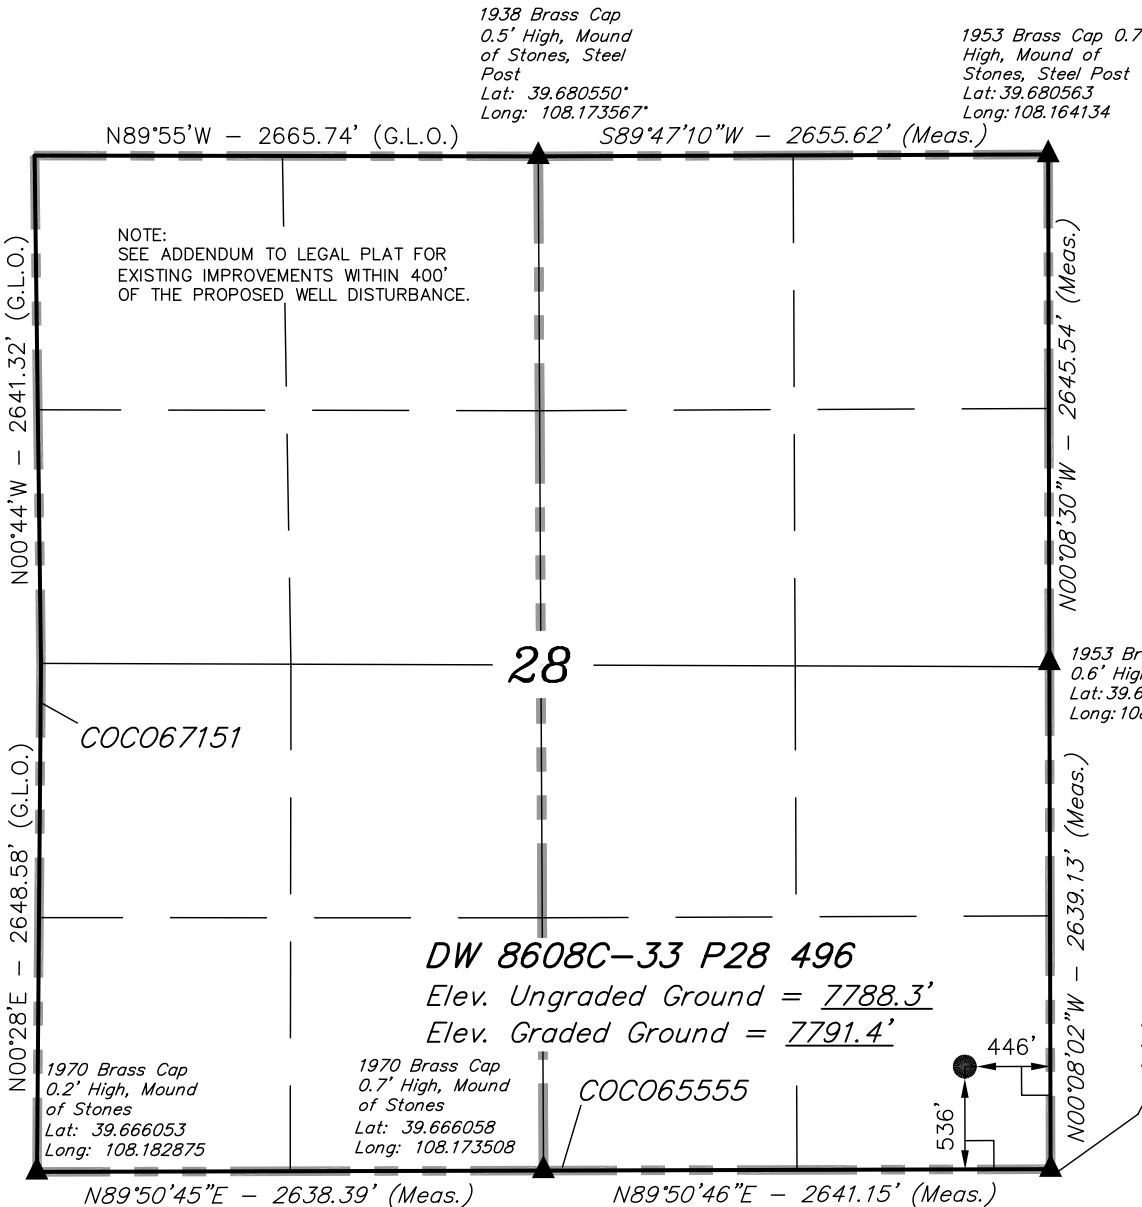 1938 Brass Cap
0.5' High, Mound
of Stones, Steel
Post
Lat: 39.680550°
Long: 108.173567°
1953 Brass Cap 0.7
High, Mound of
Stones, Steel Post
Lat: 39.680563
Long: 108.164134
N89°55'W – 2665.74' (G.L.O.)
S89°47'10"W – 2655.62' (Meas.)
NOTE:
SEE ADDENDUM TO LEGAL PLAT FOR
EXISTING IMPROVEMENTS WITHIN 400'
OF THE PROPOSED WELL DISTURBANCE.
N00°44'W – 2641.32' (G.L.O.)
N00°08'30"W – 2645.54' (Meas.)
28
1953 Br
0.6' High
Lat: 39.6
Long: 10
COC067151
N00°28'E – 2648.58' (G.L.O.)
N00°08'02"W – 2639.13' (Meas.)
DW 8608C–33 P28 496
Elev. Ungraded Ground = 7788.3'
Elev. Graded Ground = 7791.4'
446'
536'
1970 Brass Cap
0.2' High, Mound
of Stones
Lat: 39.666053
Long: 108.182875
1970 Brass Cap
0.7' High, Mound
of Stones
Lat: 39.666058
Long: 108.173508
COC065555
N89°50'45"E – 2638.39' (Meas.)
N89°50'46"E – 2641.15' (Meas.)